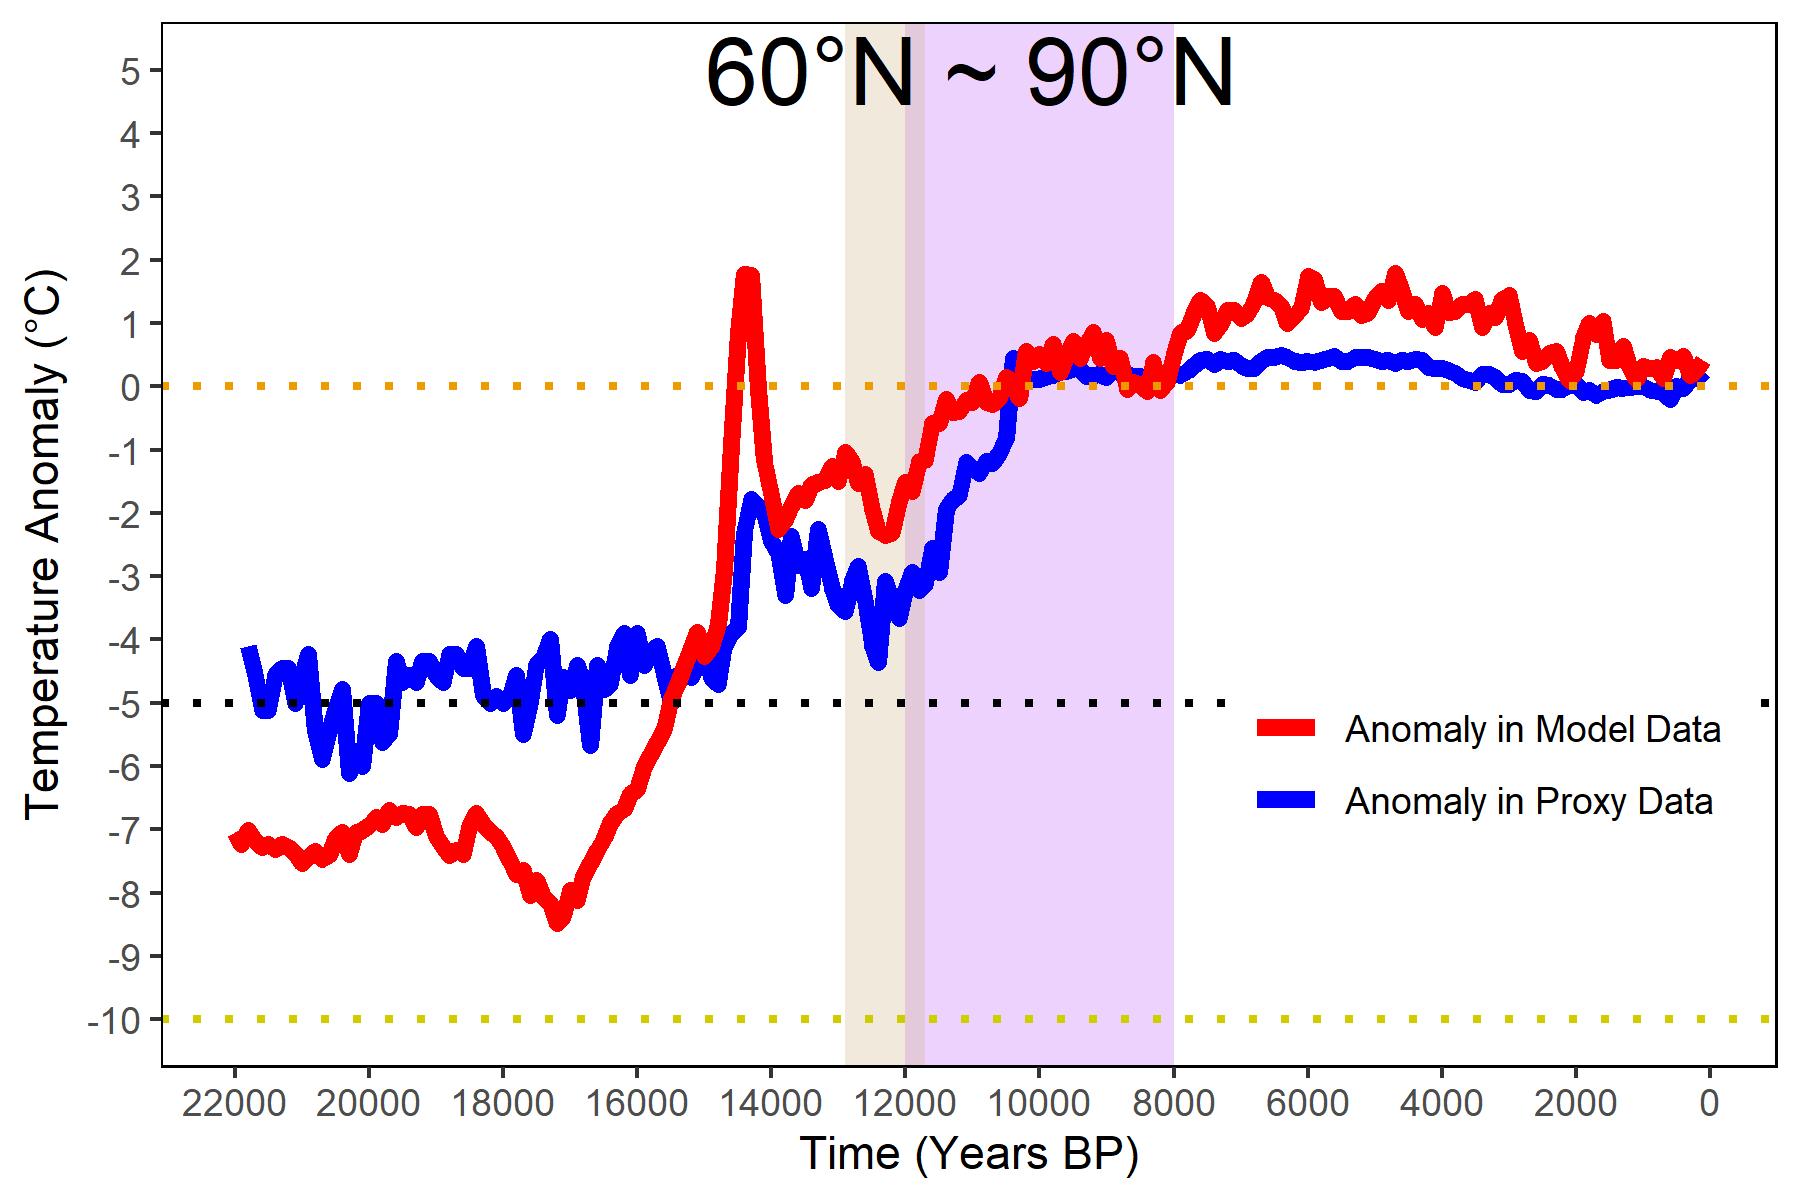 60°N ~ 90°N
Temperature Anomaly (°C)
5
4
3
2
1
0
-1
-2
-3
-4
-5
-6
-7
-8
-9
-10
Anomaly in Model Data
Anomaly in Proxy Data
22000 20000 18000 16000 14000 12000 10000 8000 6000 4000 2000 0
Time (Years BP)